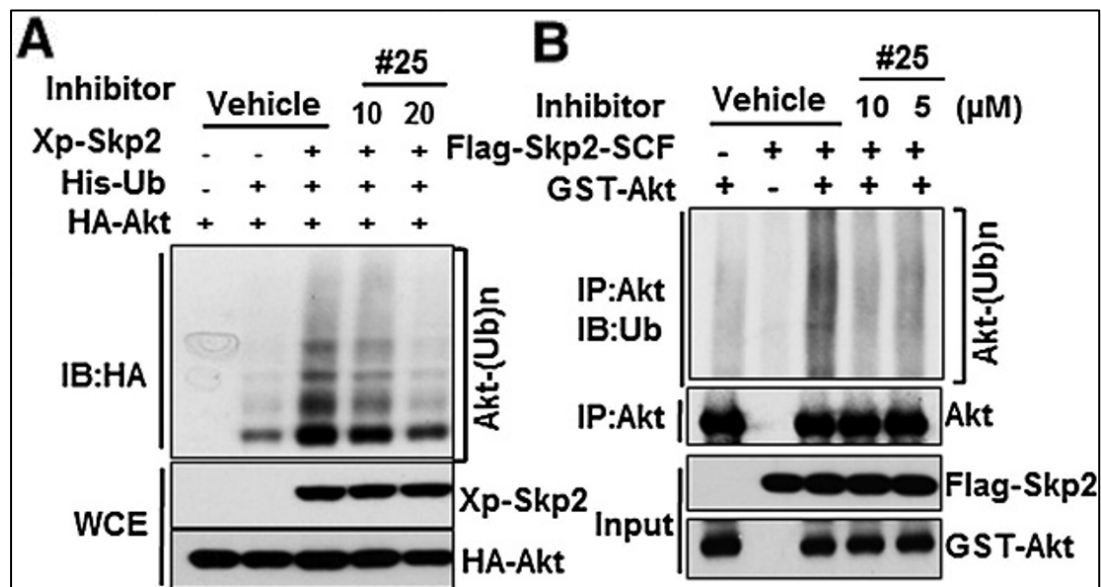 A
#25
Inhibitor Vehicle 10 20
Xp-Skp2 - - + + +
His-Ub - + + + +
HA-Akt + + + + +
IB:HA
Akt-(Ub)n
WCE
Xp-Skp2
HA-Akt
B
#25
Inhibitor Vehicle 10 5 (μM)
Flag-Skp2-SCF - + + + +
GST-Akt + - + + +
IP:Akt
IB:Ub
Akt-(Ub)n
IP:Akt
Akt
Input
Flag-Skp2
GST-Akt